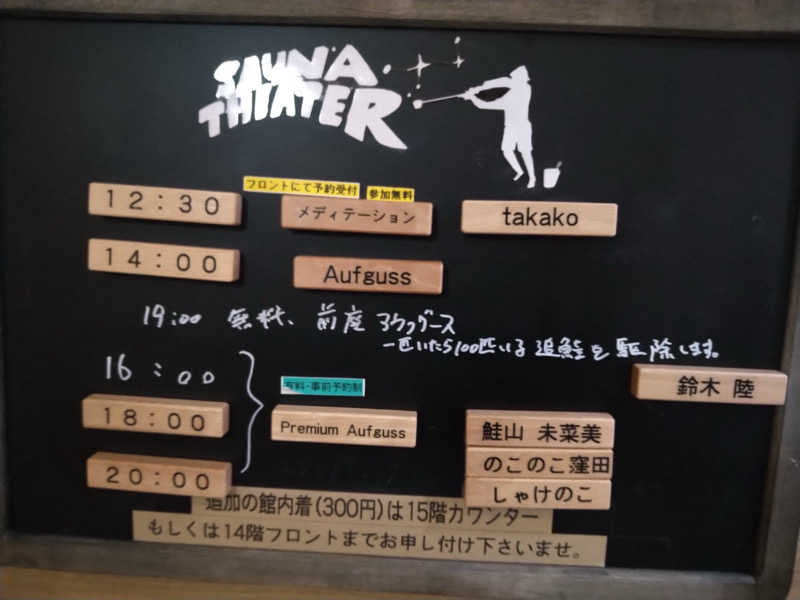 SAUNA
THEATER
フロントにて予約受付 参加無料
12:30 メディテーション takako
14:00 Aufguss
19:00 無料、前座アウフグース
一匹いたら100匹いる 追鮭を駆除します。
16:00
鈴木 陸
有料・事前予約制
18:00 Premium Aufguss 鮭山 未菜美
のこのこ窪田
20:00 しゃけのこ
追加の館内着(300円)は15階カウンター
もしくは14階フロントまでお申し付け下さいませ。